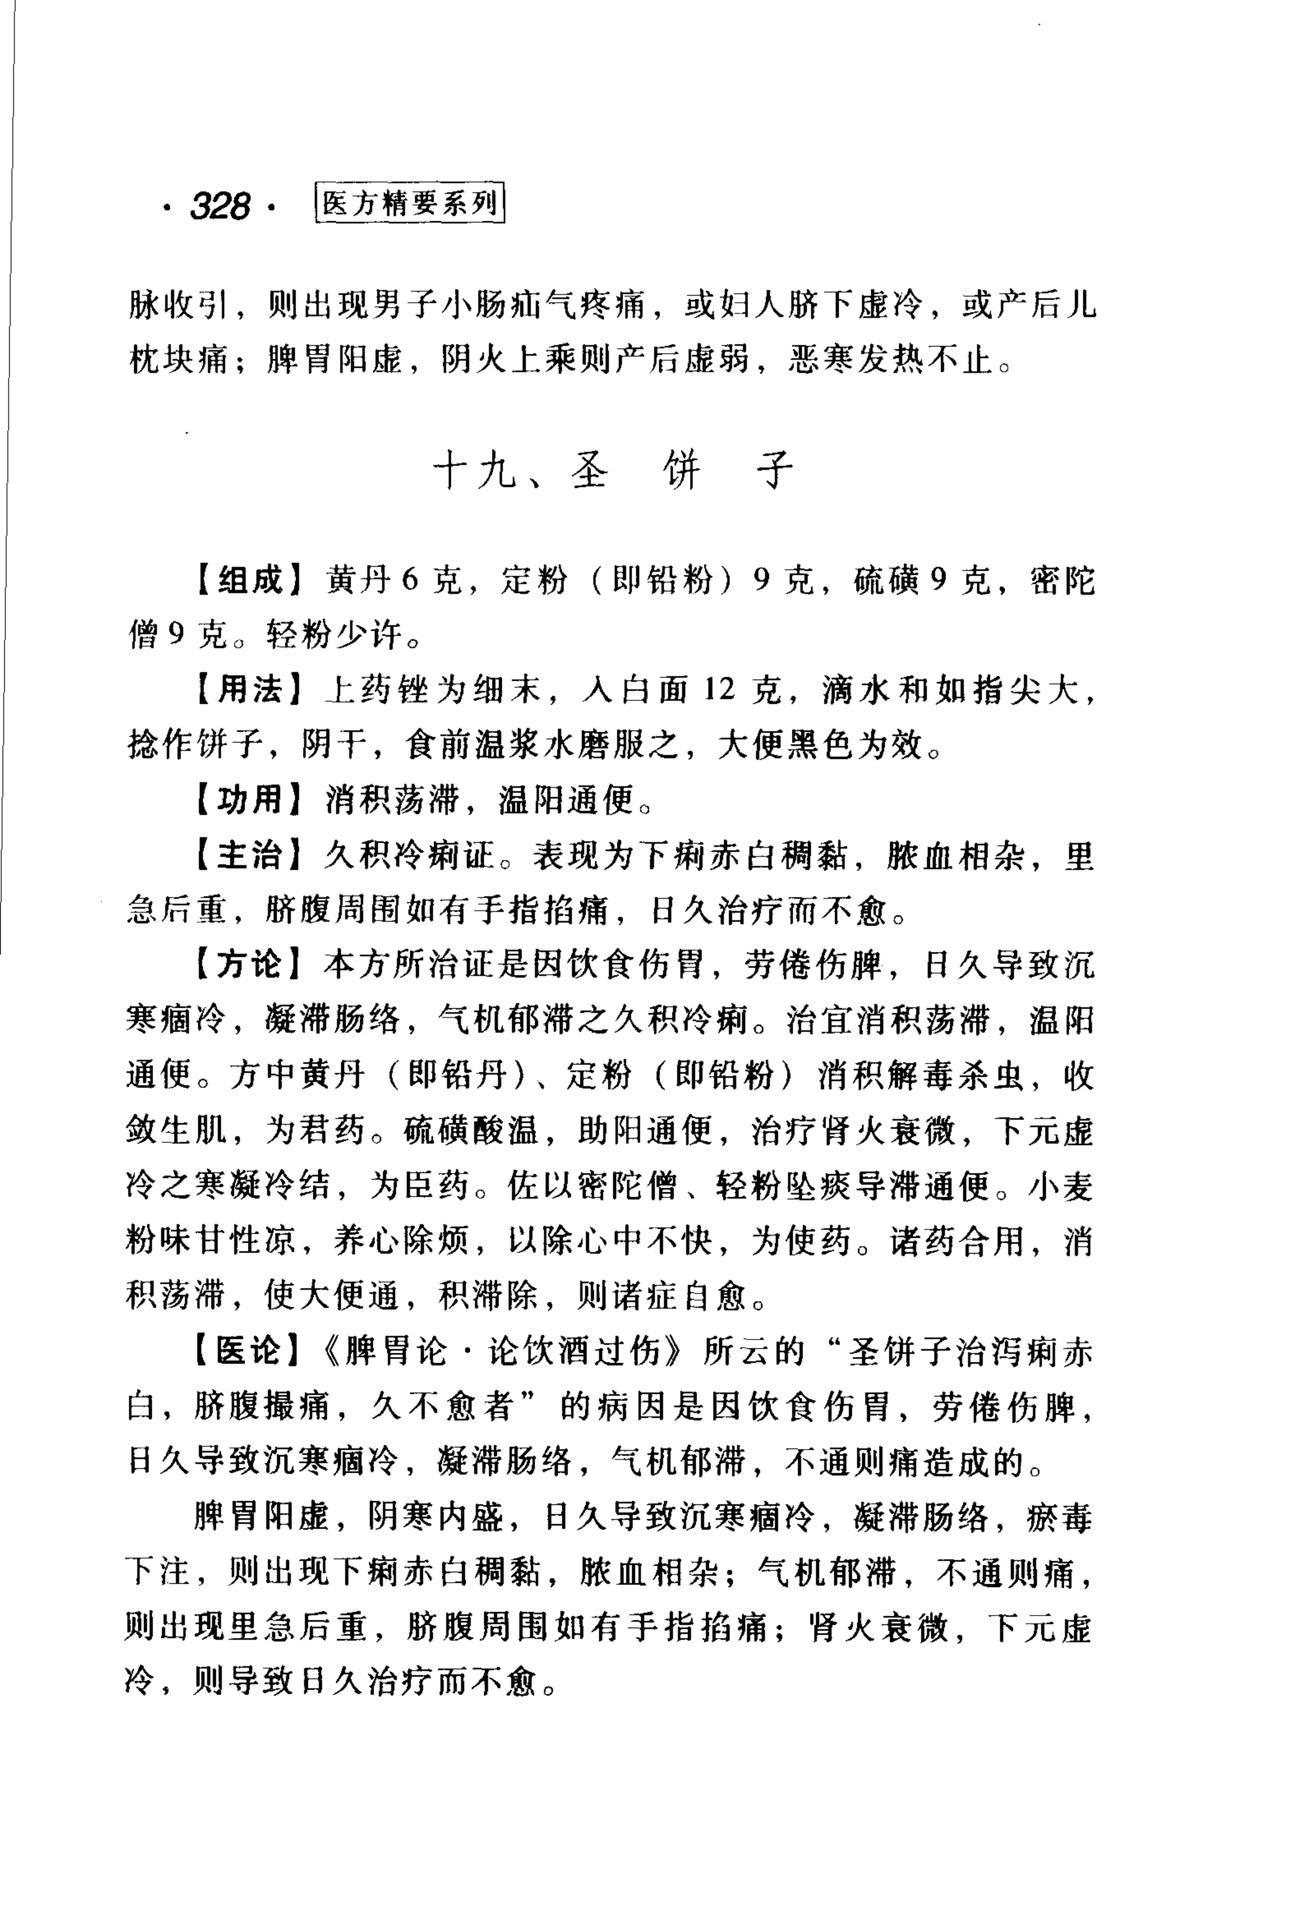 · 328 · 医方精要系列
脉收引，则出现男子小肠疝气疼痛，或妇人脐下虚冷，或产后儿
枕块痛；脾胃阳虚，阴火上乘则产后虚弱，恶寒发热不止。
十九、圣 饼 子
【组成】黄丹6克，定粉（即铅粉）9克，硫磺9克，密陀
僧9克。轻粉少许。
【用法】上药锉为细末，入白面12克，滴水和如指尖大，
捻作饼子，阴干，食前温浆水磨服之，大便黑色为效。
【功用】消积荡滞，温阳通便。
【主治】久积冷痢证。表现为下痢赤白稠黏，脓血相杂，里
急后重，脐腹周围如有手指掐痛，日久治疗而不愈。
【方论】本方所治证是因饮食伤胃，劳倦伤脾，日久导致沉
寒痼冷，凝滞肠络，气机郁滞之久积冷痢。治宜消积荡滞，温阳
通便。方中黄丹（即铅丹）、定粉（即铅粉）消积解毒杀虫，收
敛生肌，为君药。硫磺酸温，助阳通便，治疗肾火衰微，下元虚
冷之寒凝冷结，为臣药。佐以密陀僧、轻粉坠痰导滞通便。小麦
粉味甘性凉，养心除烦，以除心中不快，为使药。诸药合用，消
积荡滞，使大便通，积滞除，则诸症自愈。
【医论】《脾胃论·论饮酒过伤》所云的“圣饼子治泻痢赤
白，脐腹撮痛，久不愈者”的病因是因饮食伤胃，劳倦伤脾，
日久导致沉寒痼冷，凝滞肠络，气机郁滞，不通则痛造成的。
脾胃阳虚，阴寒内盛，日久导致沉寒痼冷，凝滞肠络，瘀毒
下注，则出现下痢赤白稠黏，脓血相杂；气机郁滞，不通则痛，
则出现里急后重，脐腹周围如有手指掐痛；肾火衰微，下元虚
冷，则导致日久治疗而不愈。